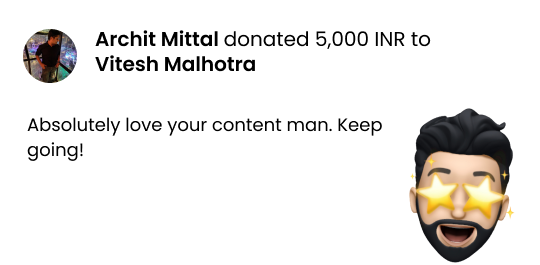 Archit Mittal donated 5,000 INR to
Vitesh Malhotra
Absolutely love your content man. Keep
going!